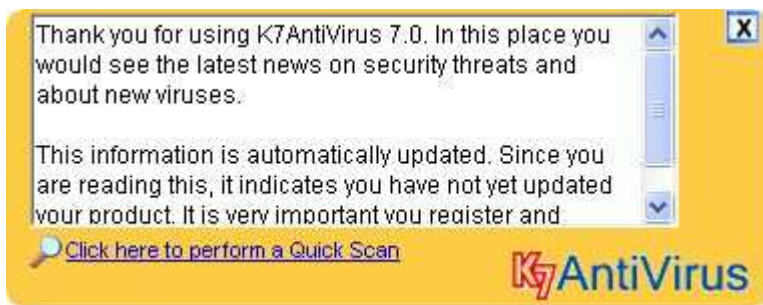 Thank you for using K7AntiVirus 7.0. In this place you
would see the latest news on security threats and
about new viruses.
This information is automatically updated. Since you
are reading this, it indicates you have not yet updated
your product. It is very important you register and
Click here to perform a Quick Scan
K7AntiVirus